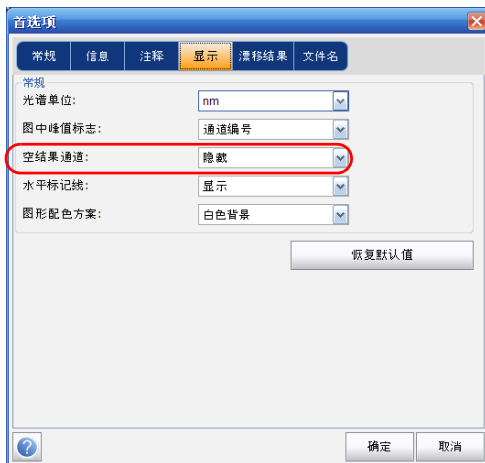 首选项
常规 信息 注释 显示 漂移结果 文件名
常规
光谱单位: nm
图中峰值标志: 通道编号
空结果通道: 隐藏
水平标记线: 显示
图形配色方案: 白色背景
恢复默认值
? 确定 取消